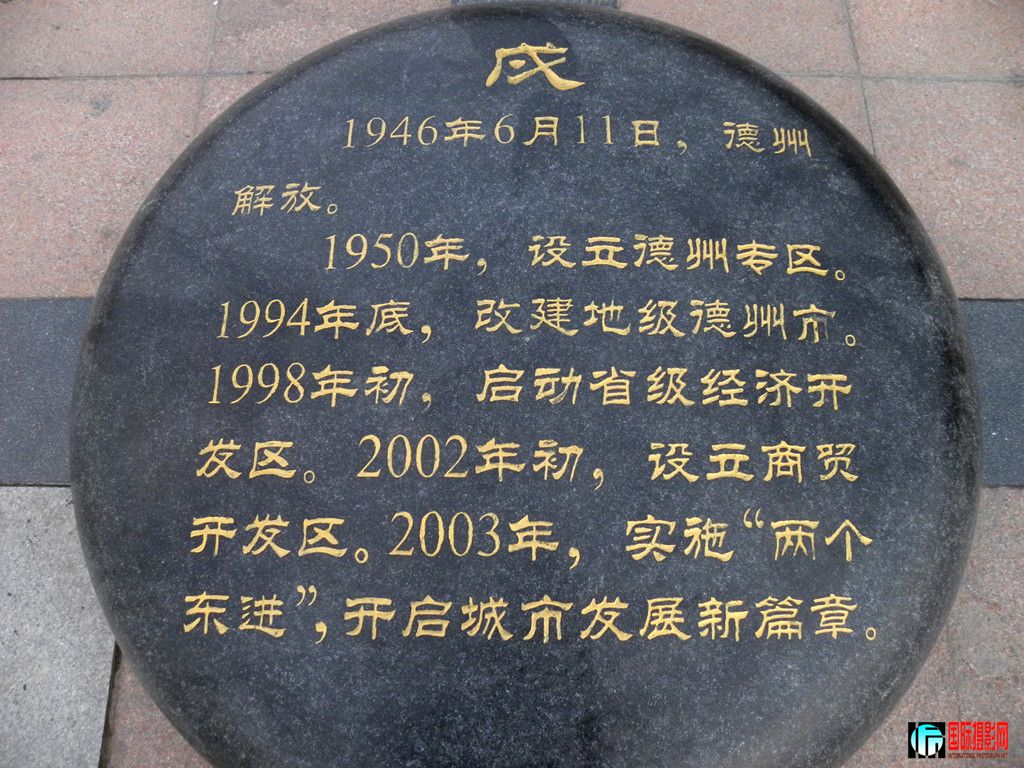 戌
1946年6月11日，德州
解放。
1950年，设立德州专区。
1994年底，改建地级德州市。
1998年初，启动省级经济开
发区。2002年初，设立商贸
开发区。2003年，实施“两个
东进”，开启城市发展新篇章。
国际摄影网
INTERNATIONAL PHOTOGRAPH.NET